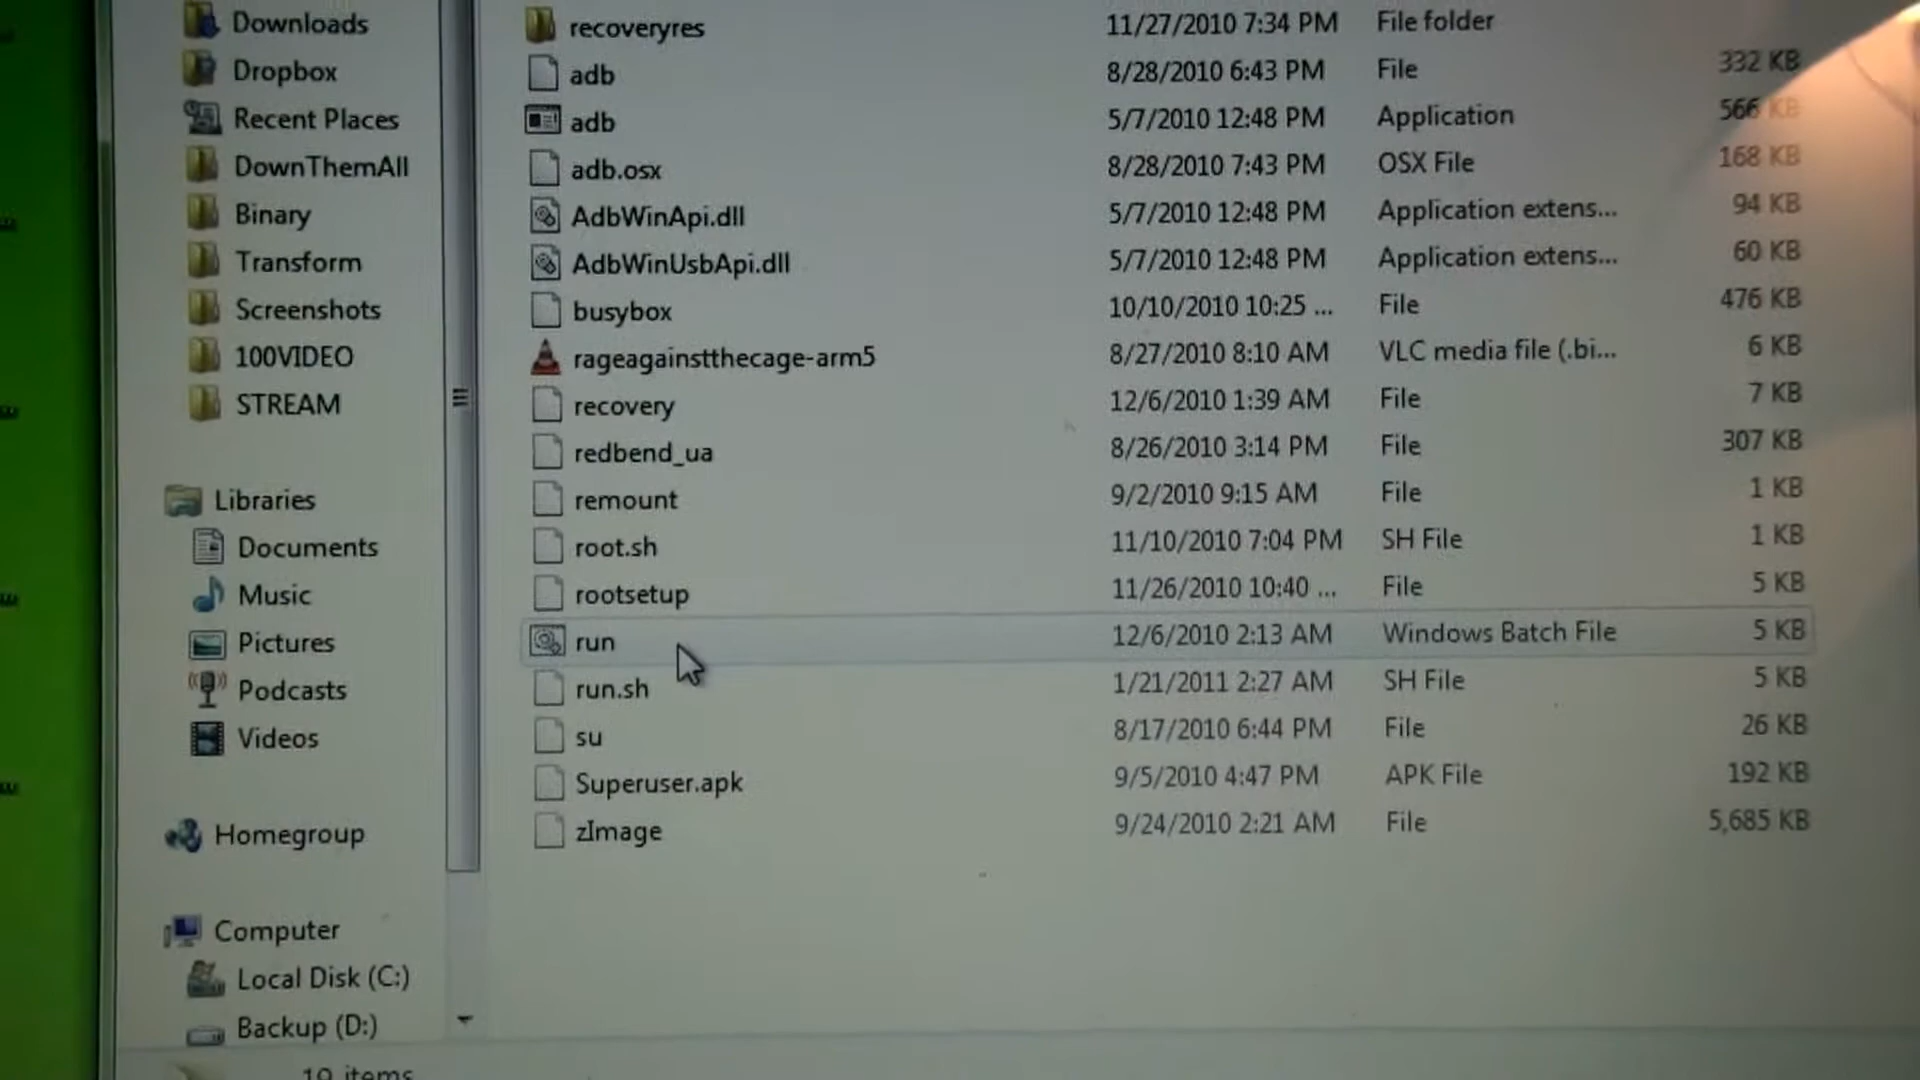 Downloads
Dropbox
Recent Places
DownThemAll
Binary
Transform
Screenshots
100VIDEO
STREAM
Libraries
Documents
Music
Pictures
Podcasts
Videos
Homegroup
Computer
Local Disk (C:)
Backup (D:)
recoveryres 11/27/2010 7:34 PM File folder
adb 8/28/2010 6:43 PM File 332 KB
adb 5/7/2010 12:48 PM Application 566 KB
adb.osx 8/28/2010 7:43 PM OSX File 168 KB
AdbWinApi.dll 5/7/2010 12:48 PM Application extens... 94 KB
AdbWinUsbApi.dll 5/7/2010 12:48 PM Application extens... 60 KB
busybox 10/10/2010 10:25 ... File 476 KB
rageagainstthecage-arm5 8/27/2010 8:10 AM VLC media file (.bi... 6 KB
recovery 12/6/2010 1:39 AM File 7 KB
redbend_ua 8/26/2010 3:14 PM File 307 KB
remount 9/2/2010 9:15 AM File 1 KB
root.sh 11/10/2010 7:04 PM SH File 1 KB
rootsetup 11/26/2010 10:40 ... File 5 KB
run 12/6/2010 2:13 AM Windows Batch File 5 KB
run.sh 1/21/2011 2:27 AM SH File 5 KB
su 8/17/2010 6:44 PM File 26 KB
Superuser.apk 9/5/2010 4:47 PM APK File 192 KB
zImage 9/24/2010 2:21 AM File 5,685 KB
19 items